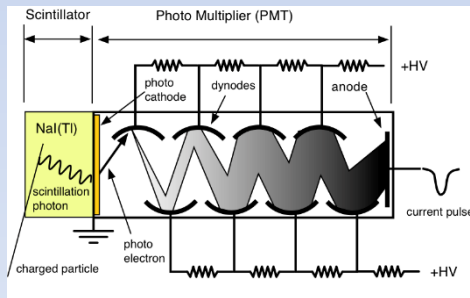 Scintillator
Photo Multiplier (PMT)
+HV
photo
cathode
dynodes
anode
NaI(Tl)
scintillation
photon
current pulse
photo
electron
charged particle
+HV